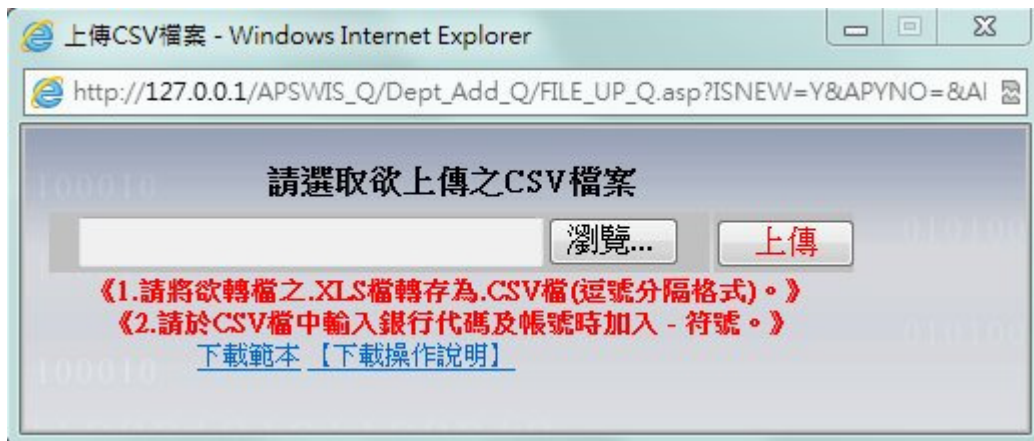 上傳CSV檔案 - Windows Internet Explorer
http://127.0.0.1/APSWIS_Q/Dept_Add_Q/FILE_UP_Q.asp?ISNEW=Y&APYNO=&AI
請選取欲上傳之CSV檔案
瀏覽... 上傳
《1.請將欲轉檔之.XLS檔轉存為.CSV檔(逗號分隔格式)。》
《2.請於CSV檔中輸入銀行代碼及帳號時加入 - 符號。》
下載範本 【下載操作說明】
100010
010100
100010
010100